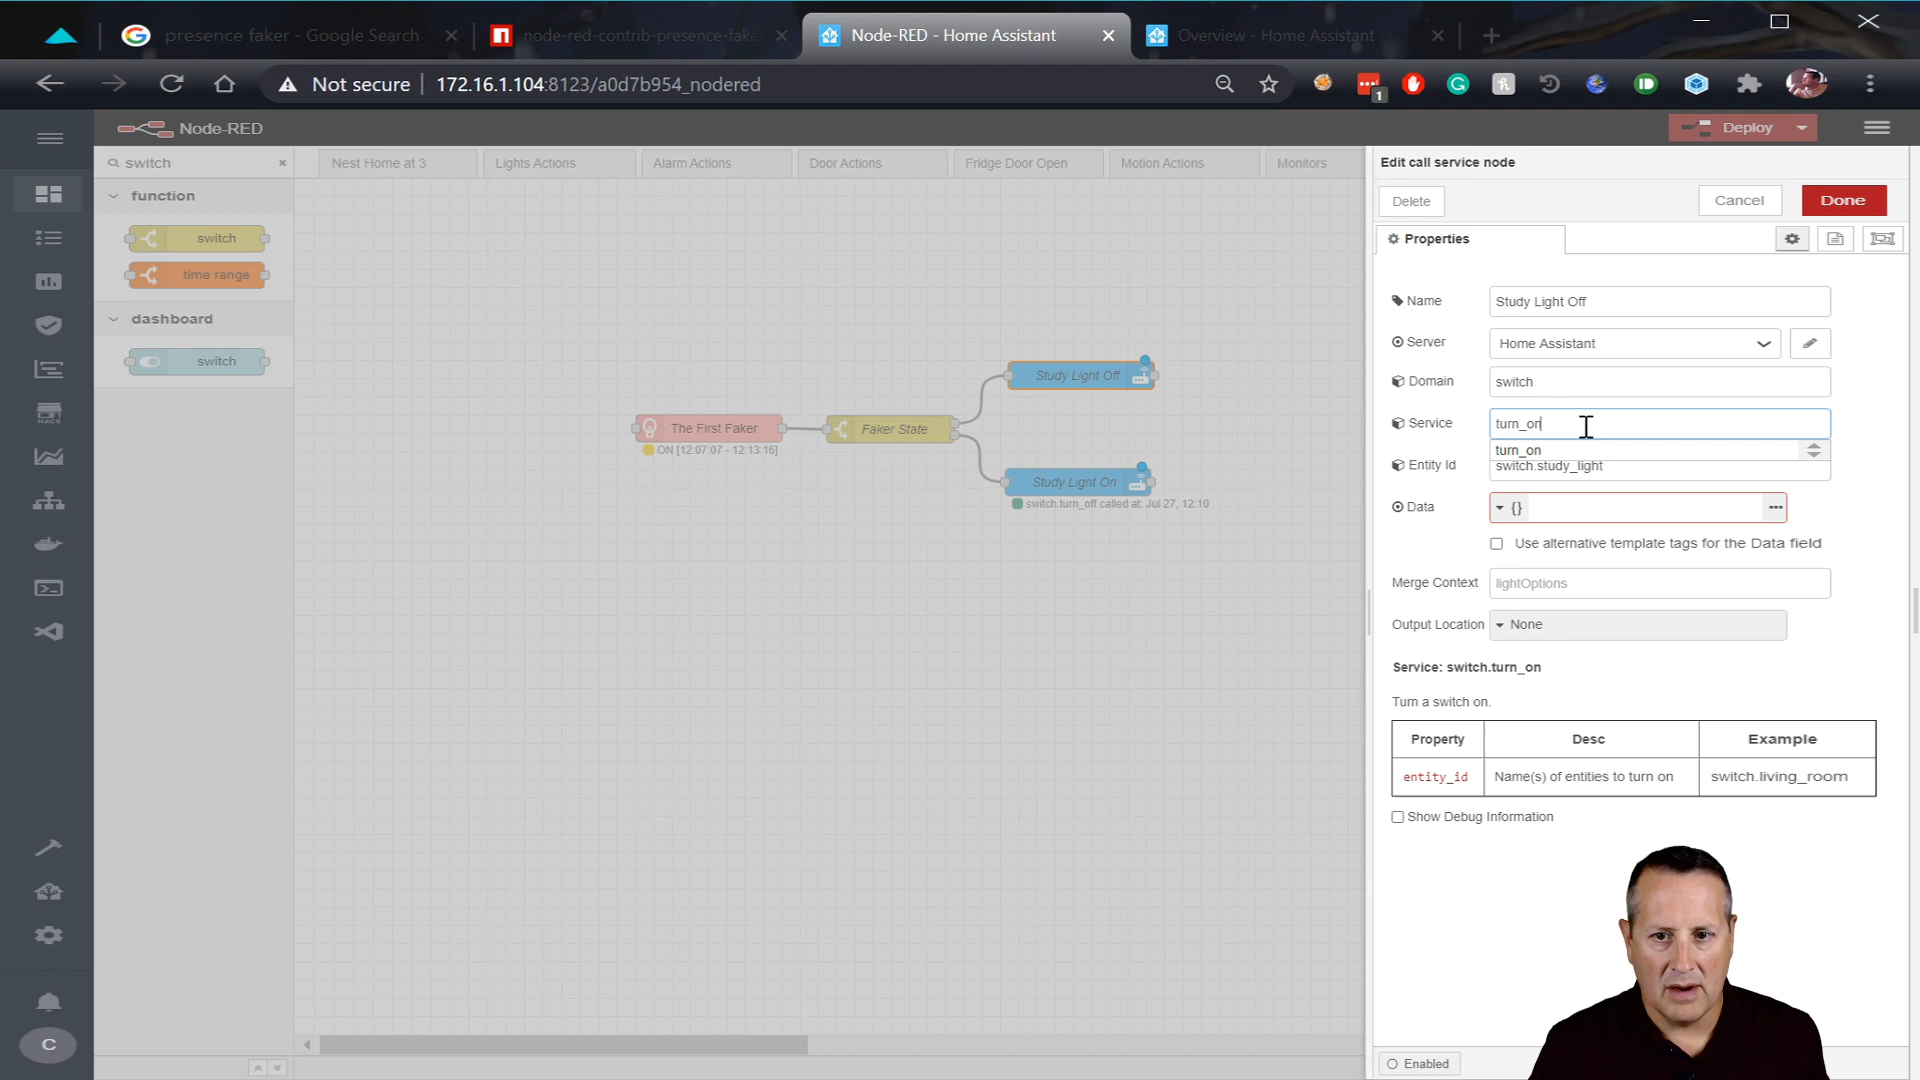 presence faker - Google Search
node-red-contrib-presence-fake
Node-RED - Home Assistant
Overview - Home Assistant
Not secure
172.16.1.104:8123/a0d7b954_nodered
1
Node-RED
Deploy
switch
Nest Home at 3
Lights Actions
Alarm Actions
Door Actions
Fridge Door Open
Motion Actions
Monitors
Edit call service node
Delete
Cancel
Done
function
switch
time range
dashboard
switch
Properties
Name
Study Light Off
Server
Home Assistant
Domain
switch
Service
turn_on
turn_on
Entity Id
switch.study_light
Data
{}
Use alternative template tags for the Data field
Merge Context
lightOptions
Output Location
None
Service: switch.turn_on
Turn a switch on.
Property
Desc
Example
entity_id
Name(s) of entities to turn on
switch.living_room
Show Debug Information
Enabled
Study Light Off
The First Faker
ON [12.07:07 - 12:13:16]
Faker State
Study Light On
switch.turn_off called at: Jul 27, 12:10
HACS
C